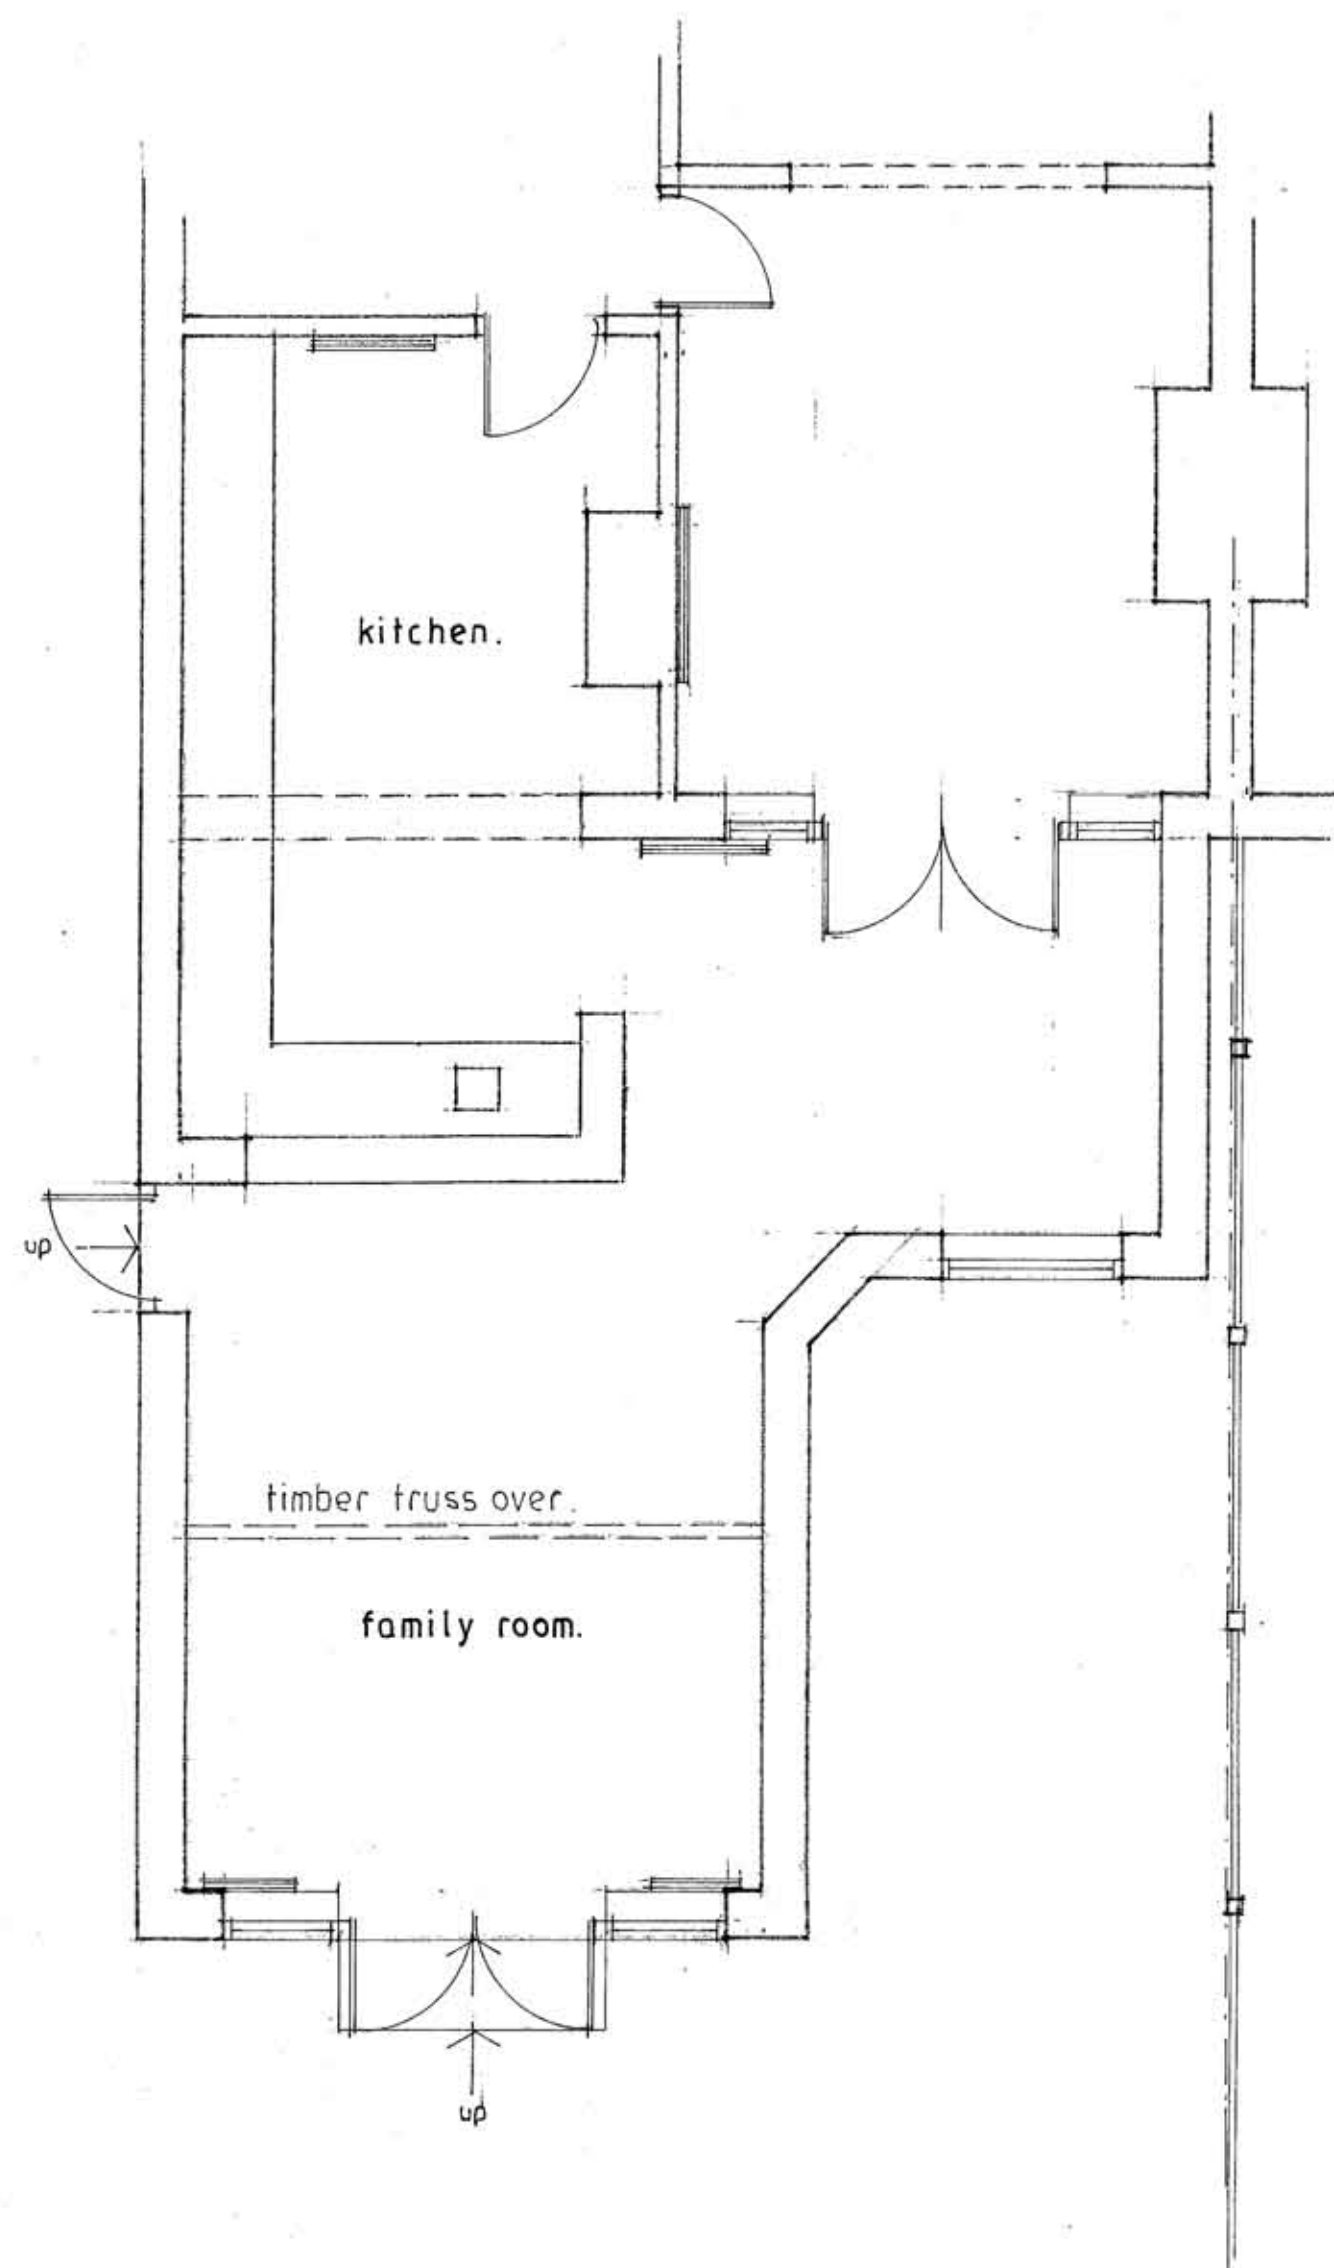 kitchen.
up
timber truss over.
family room.
up